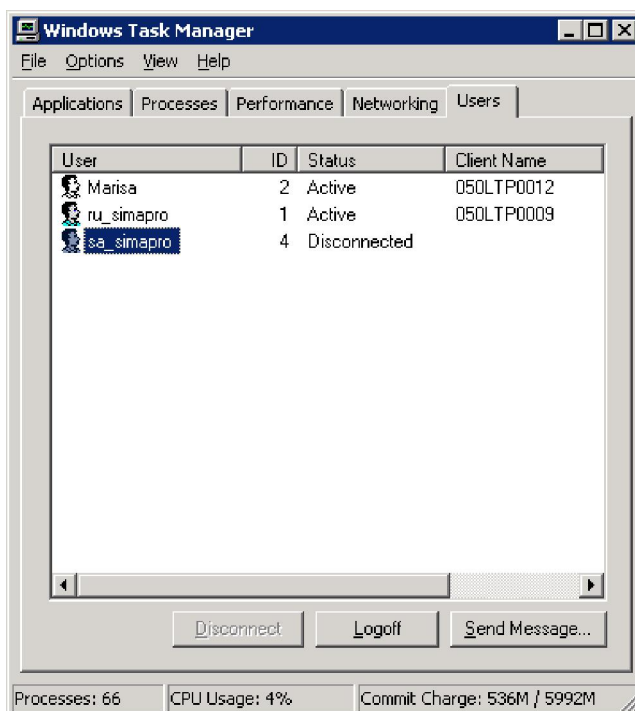 Windows Task Manager
File Options View Help
Applications Processes Performance Networking Users
User ID Status Client Name
Marisa 2 Active 050LTP0012
ru_simapro 1 Active 050LTP0009
sa_simapro 4 Disconnected
Disconnect Logoff Send Message...
Processes: 66 CPU Usage: 4% Commit Charge: 536M / 5992M